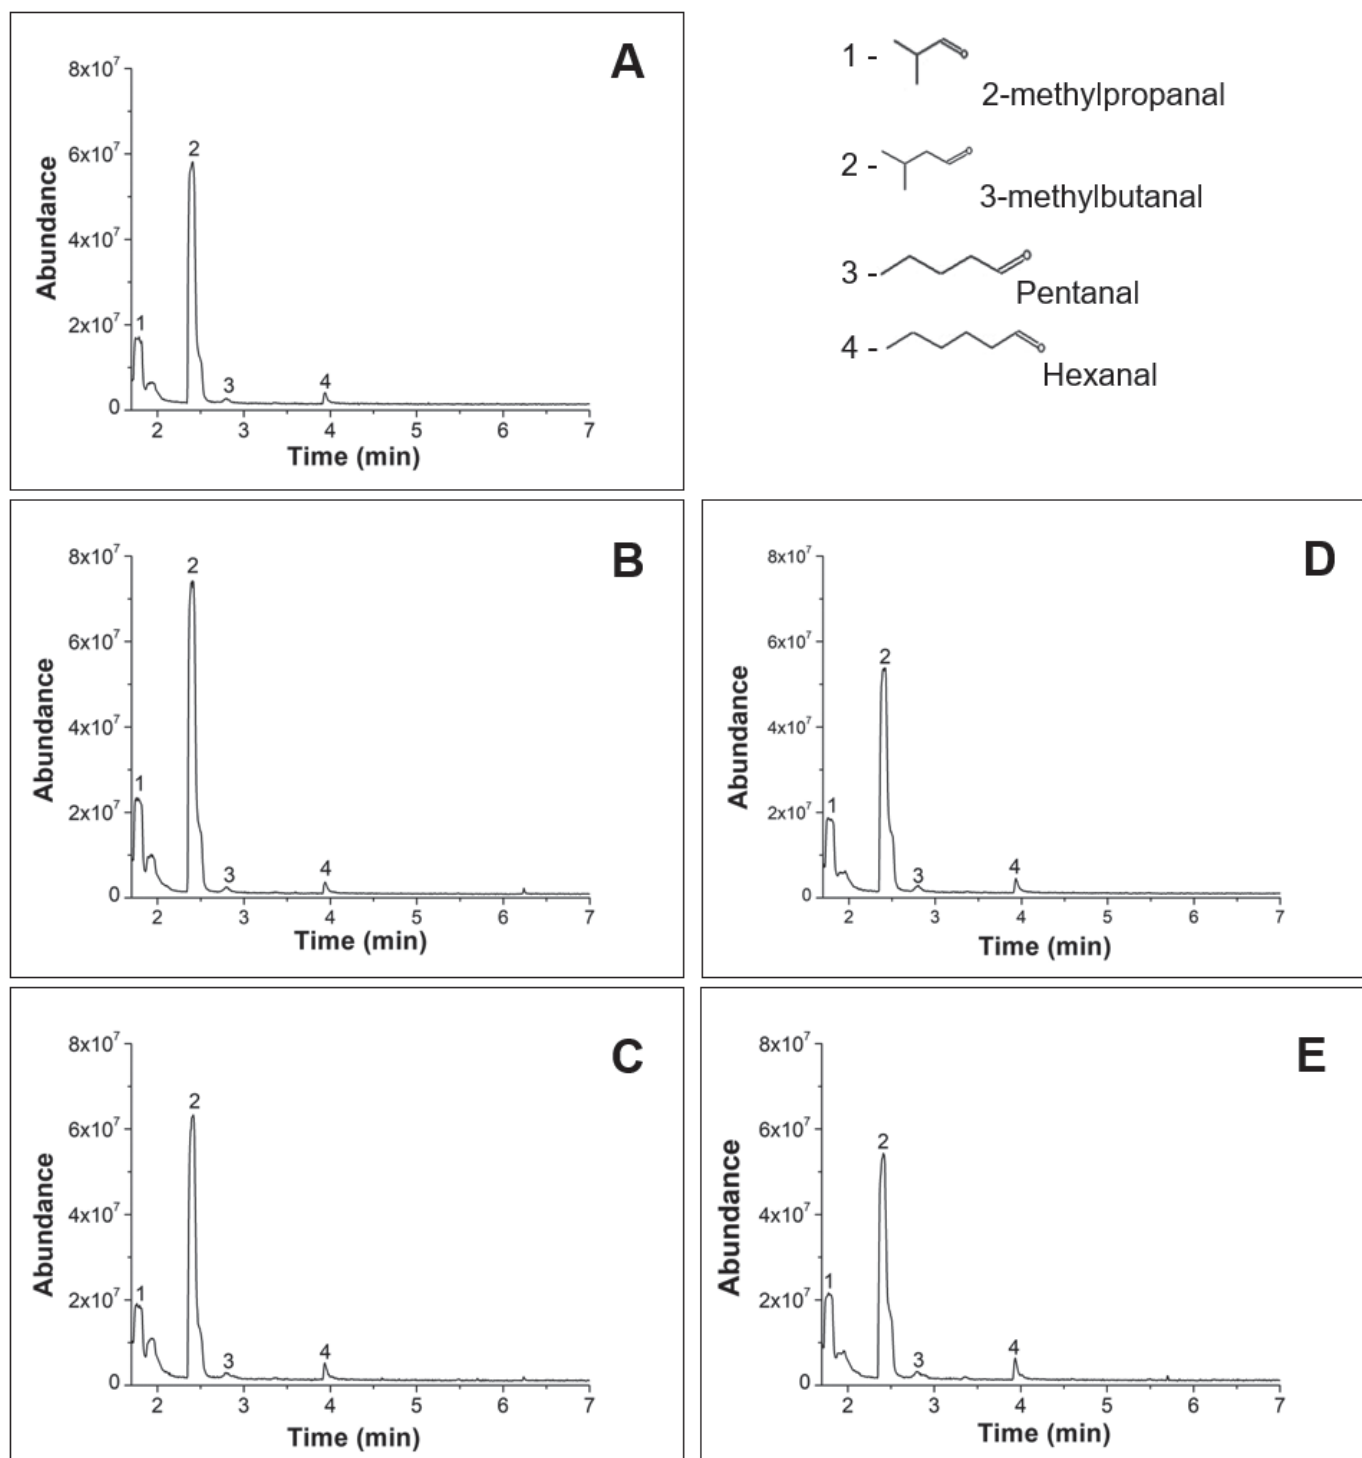 A
8x10⁷
6x10⁷
4x10⁷
2x10⁷
0
Abundance
1
2
3
4
2 3 4 5 6 7
Time (min)
1 -
O
2-methylpropanal
2 -
O
3-methylbutanal
3 -
O
Pentanal
4 -
O
Hexanal
B
8x10⁷
6x10⁷
4x10⁷
2x10⁷
0
Abundance
1
2
3
4
2 3 4 5 6 7
Time (min)
D
8x10⁷
6x10⁷
4x10⁷
2x10⁷
0
Abundance
1
2
3
4
2 3 4 5 6 7
Time (min)
C
8x10⁷
6x10⁷
4x10⁷
2x10⁷
0
Abundance
1
2
3
4
2 3 4 5 6 7
Time (min)
E
8x10⁷
6x10⁷
4x10⁷
2x10⁷
0
Abundance
1
2
3
4
2 3 4 5 6 7
Time (min)